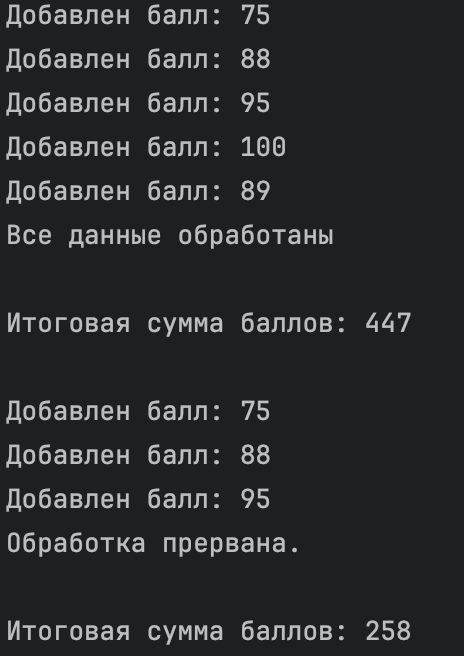 Добавлен балл: 75
Добавлен балл: 88
Добавлен балл: 95
Добавлен балл: 100
Добавлен балл: 89
Все данные обработаны
Итоговая сумма баллов: 447
Добавлен балл: 75
Добавлен балл: 88
Добавлен балл: 95
Обработка прервана.
Итоговая сумма баллов: 258